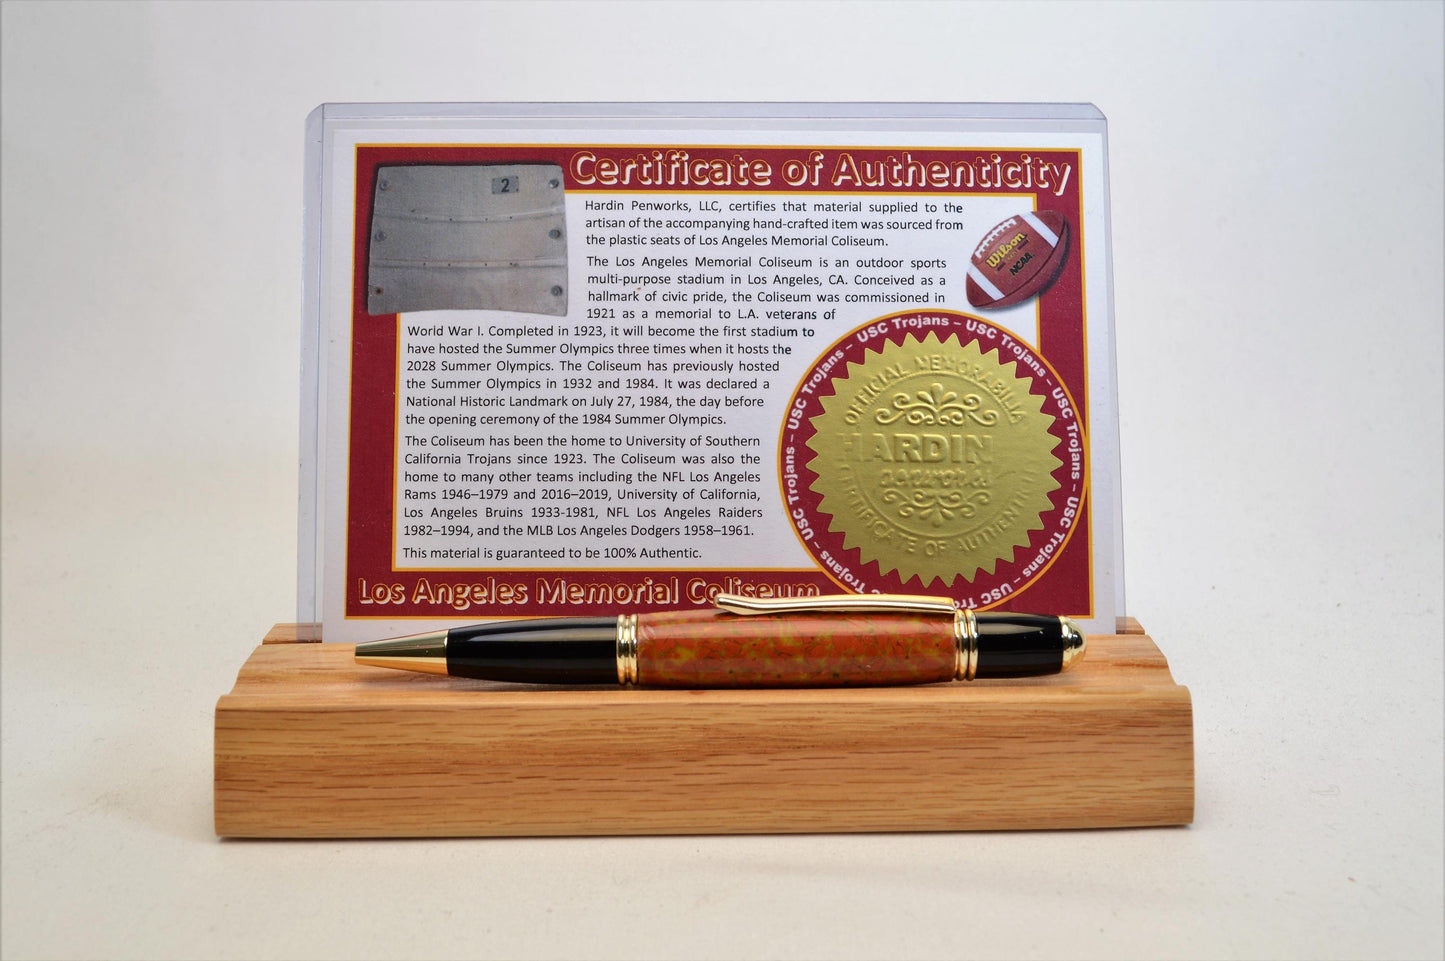 Certificate of Authenticity
2
Hardin Penworks, LLC, certifies that material supplied to the
artisan of the accompanying hand-crafted item was sourced from
the plastic seats of Los Angeles Memorial Coliseum.
The Los Angeles Memorial Coliseum is an outdoor sports
multi-purpose stadium in Los Angeles, CA. Conceived as a
hallmark of civic pride, the Coliseum was commissioned in
1921 as a memorial to L.A. veterans of
World War I. Completed in 1923, it will become the first stadium to
have hosted the Summer Olympics three times when it hosts the
2028 Summer Olympics. The Coliseum has previously hosted
the Summer Olympics in 1932 and 1984. It was declared a
National Historic Landmark on July 27, 1984, the day before
the opening ceremony of the 1984 Summer Olympics.
The Coliseum has been the home to University of Southern
California Trojans since 1923. The Coliseum was also the
home to many other teams including the NFL Los Angeles
Rams 1946–1979 and 2016–2019, University of California,
Los Angeles Bruins 1933-1981, NFL Los Angeles Raiders
1982–1994, and the MLB Los Angeles Dodgers 1958–1961.
This material is guaranteed to be 100% Authentic.
Wilson
NCAA
USC Trojans – USC Trojans – USC Trojans – USC Trojans – USC Trojans – USC Trojans – USC Trojans – USC Trojans
OFFICIAL MEMORABILIA
HARDIN
CERTIFICATE OF AUTHENTICITY
Los Angeles Memorial Coliseum